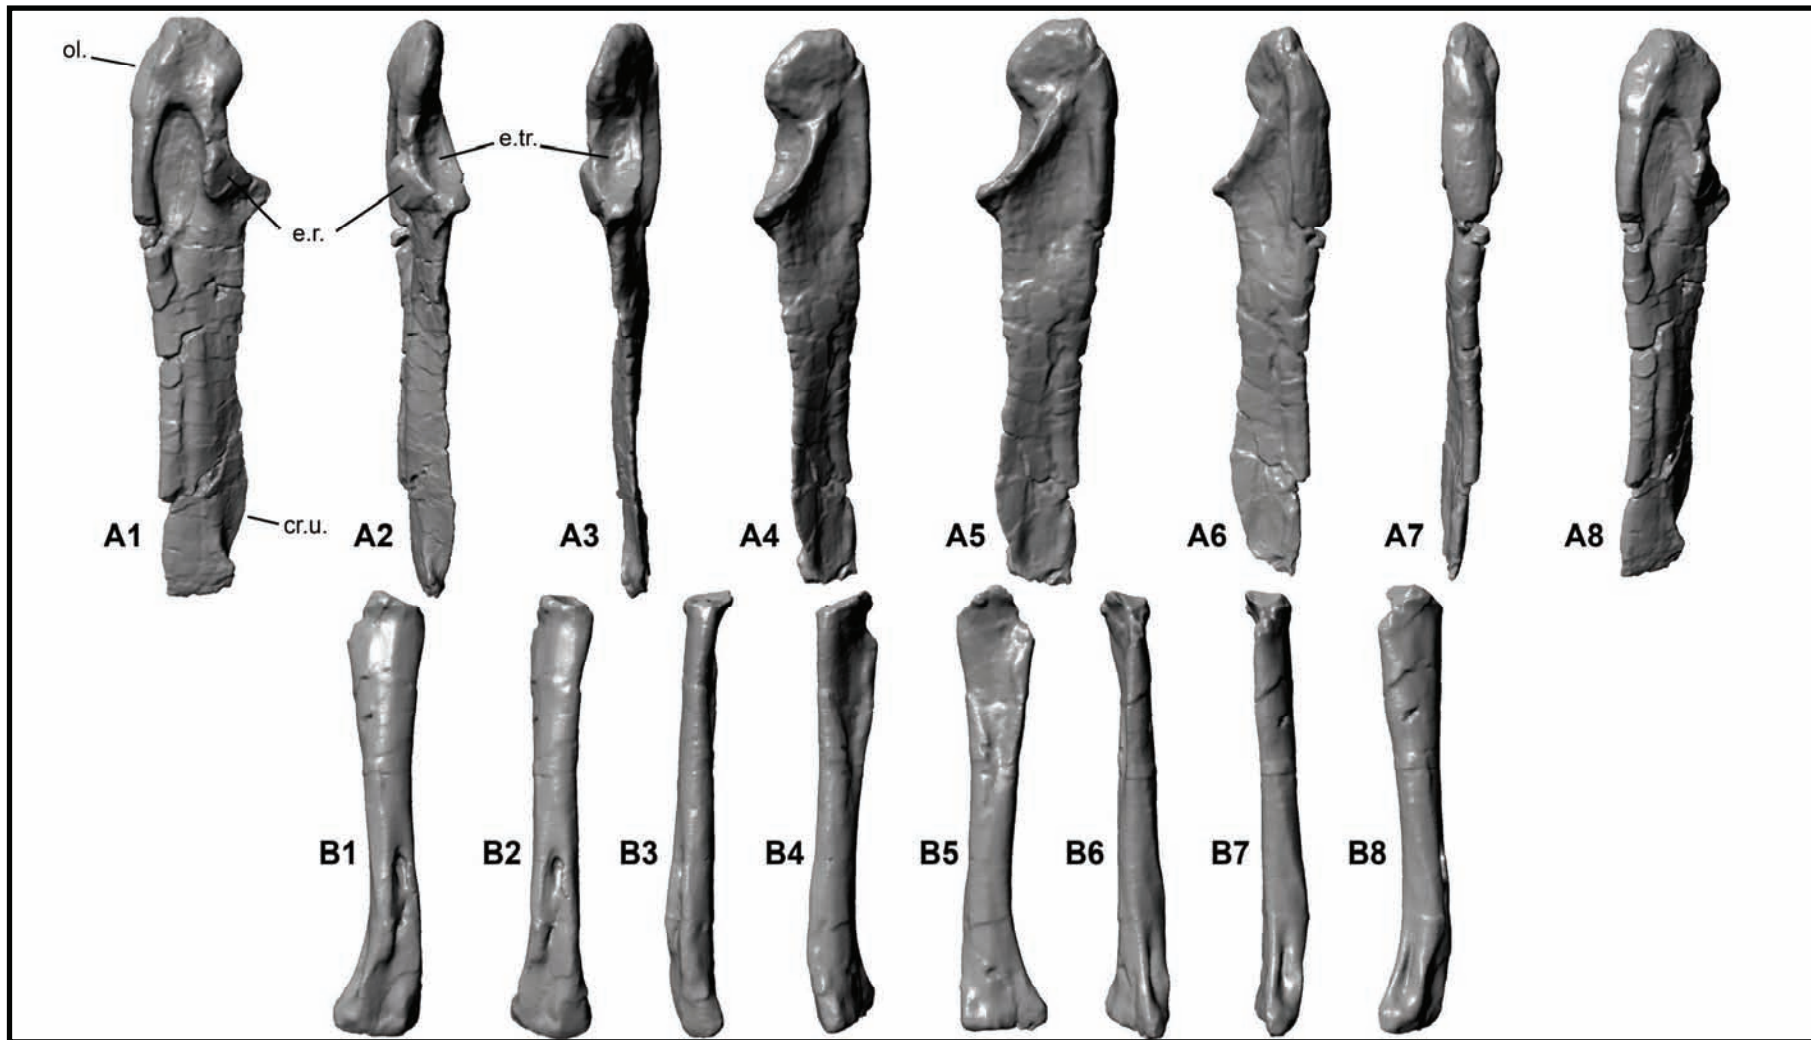 ol.
e.tr.
e.r.
cr.u.
A1 A2 A3 A4 A5 A6 A7 A8
B1 B2 B3 B4 B5 B6 B7 B8